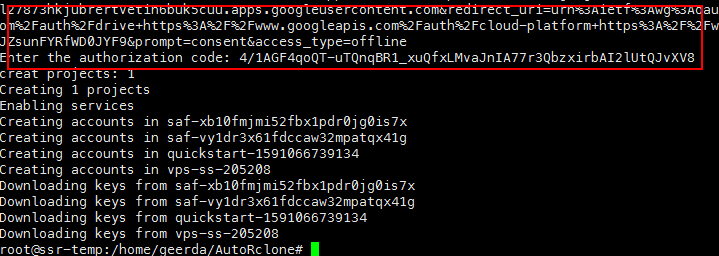 l27873hkjubrertvetin6buk5cuu.apps.googleusercontent.com&redirect_uri=urn%3Aietf%3Awg%3Aoau
om%2Fauth%2Fdrive+https%3A%2F%2Fwww.googleapis.com%2Fauth%2Fcloud-platform+https%3A%2F%2Fw
JZsunFYRfWD0JYF9&prompt=consent&access_type=offline
Enter the authorization code: 4/1AGF4qoQT-uTQnqBR1_xuQfxLMvaJnIA77r3QbzxirbAI2lUtQJvXV8
creat projects: 1
Creating 1 projects
Enabling services
Creating accounts in saf-xb10fmjmi52fbx1pdr0jg0is7x
Creating accounts in saf-vy1dr3x61fdccaw32mpatqx41g
Creating accounts in quickstart-1591066739134
Creating accounts in vps-ss-205208
Downloading keys from saf-xb10fmjmi52fbx1pdr0jg0is7x
Downloading keys from saf-vy1dr3x61fdccaw32mpatqx41g
Downloading keys from quickstart-1591066739134
Downloading keys from vps-ss-205208
root@ssr-temp:/home/geerda/AutoRclone#